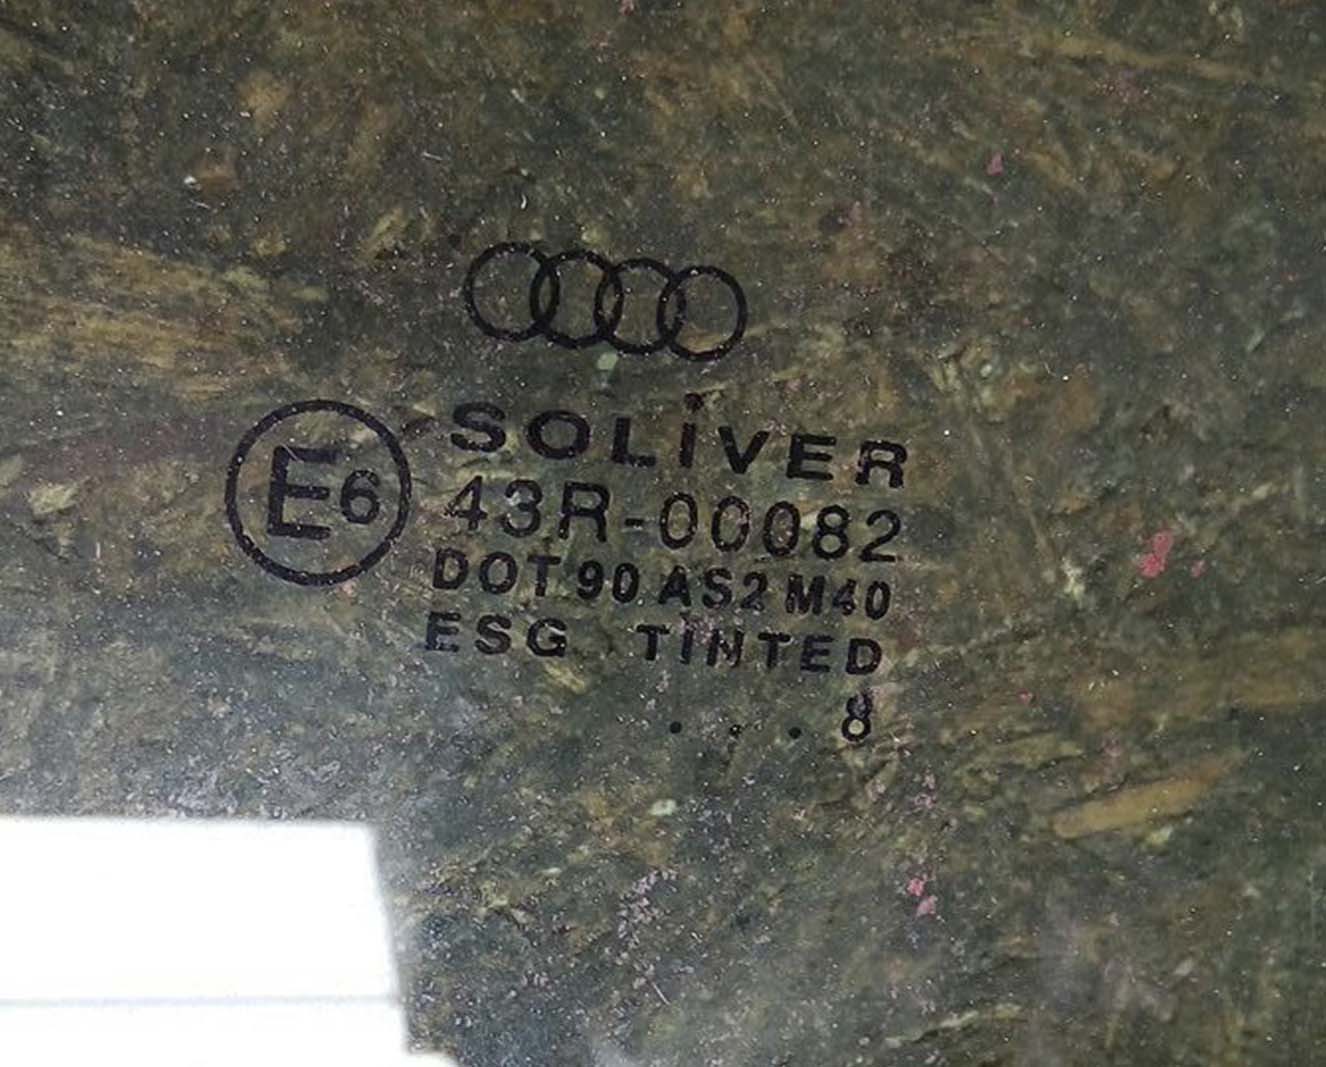 SOLiVER
E6
43R-00082
DOT 90 AS2 M40
ESG TiNTED
. . . 8